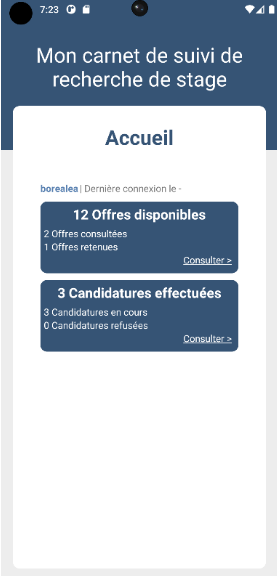 7:23
Mon carnet de suivi de
recherche de stage
Accueil
borealea | Dernière connexion le -
12 Offres disponibles
2 Offres consultées
1 Offres retenues
Consulter >
3 Candidatures effectuées
3 Candidatures en cours
0 Candidatures refusées
Consulter >